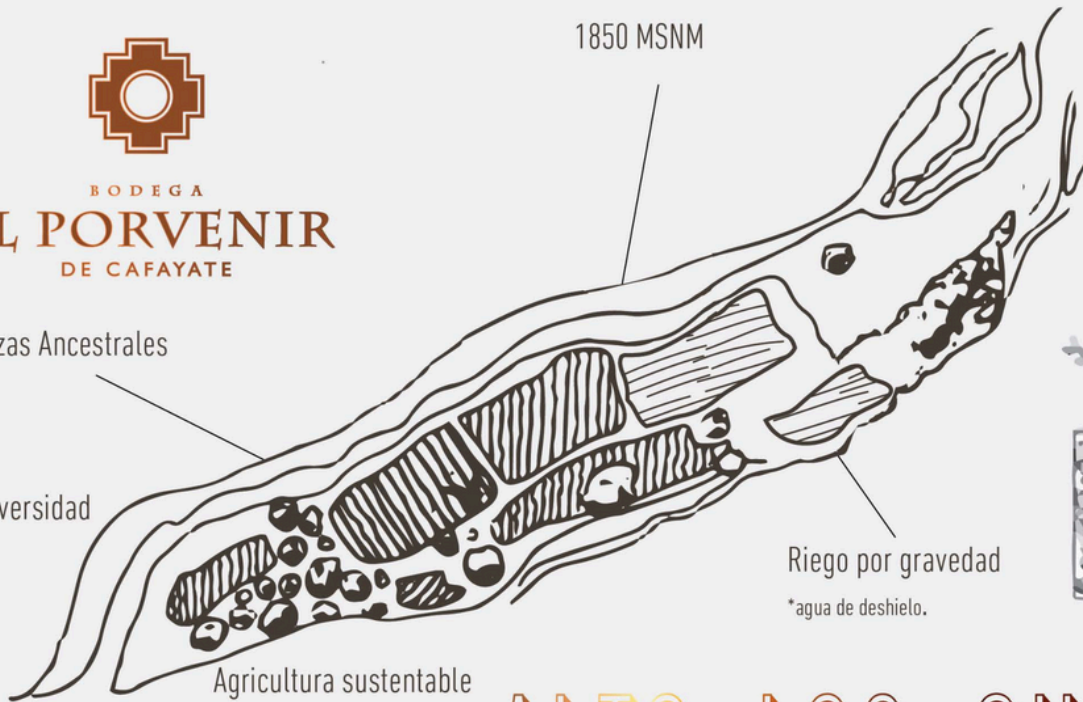 1850 MSNM
BODEGA
L PORVENIR
DE CAFAYATE
zas Ancestrales
versidad
Riego por gravedad
*agua de deshielo.
Agricultura sustentable